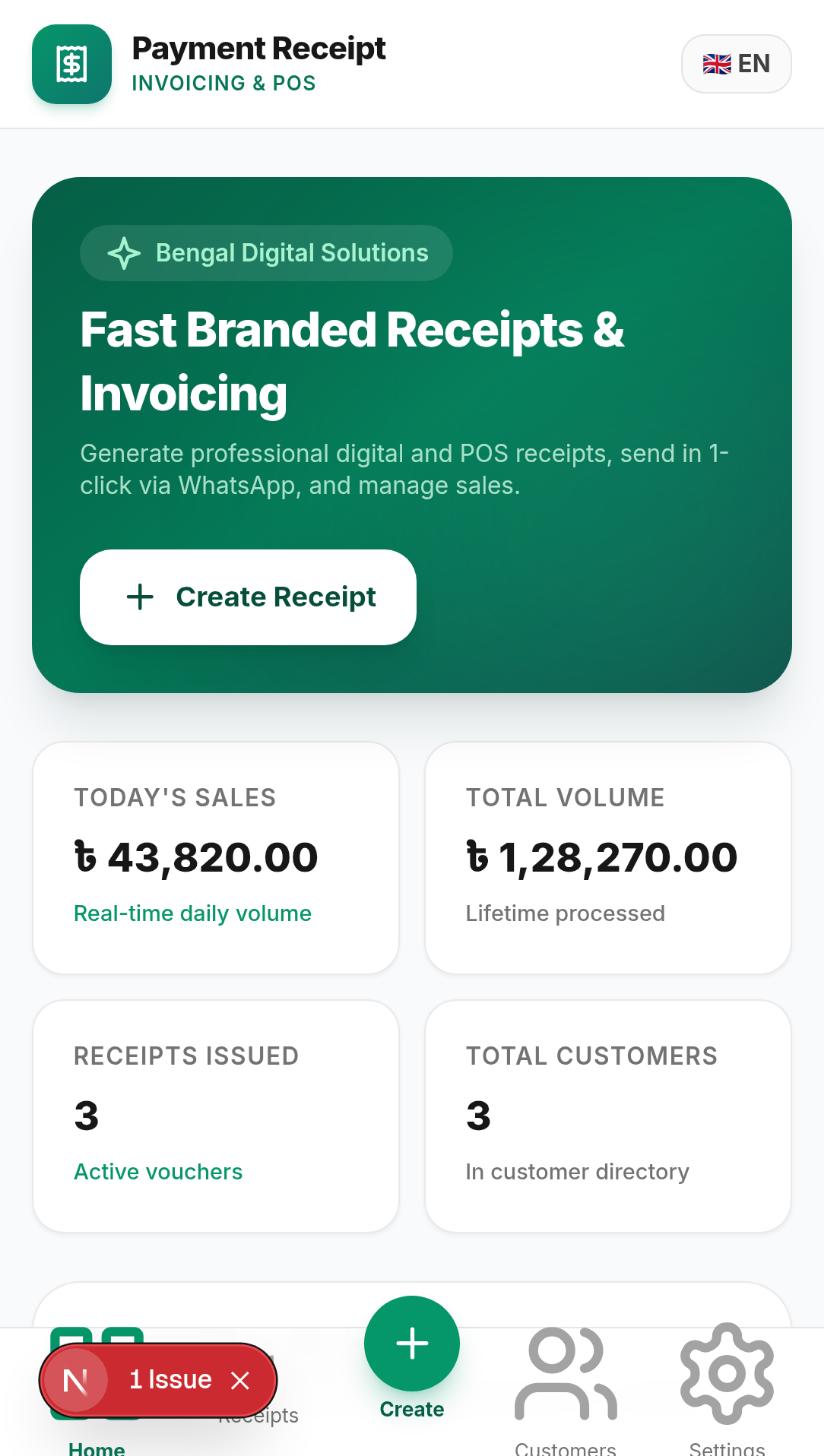 Payment Receipt
INVOICING & POS
🇬🇧 EN
Bengal Digital Solutions
Fast Branded Receipts &
Invoicing
Generate professional digital and POS receipts, send in 1-
click via WhatsApp, and manage sales.
Create Receipt
TODAY'S SALES
৳ 43,820.00
Real-time daily volume
TOTAL VOLUME
৳ 1,28,270.00
Lifetime processed
RECEIPTS ISSUED
3
Active vouchers
TOTAL CUSTOMERS
3
In customer directory
N 1 Issue
Home
Receipts
Create
Customers
Settings